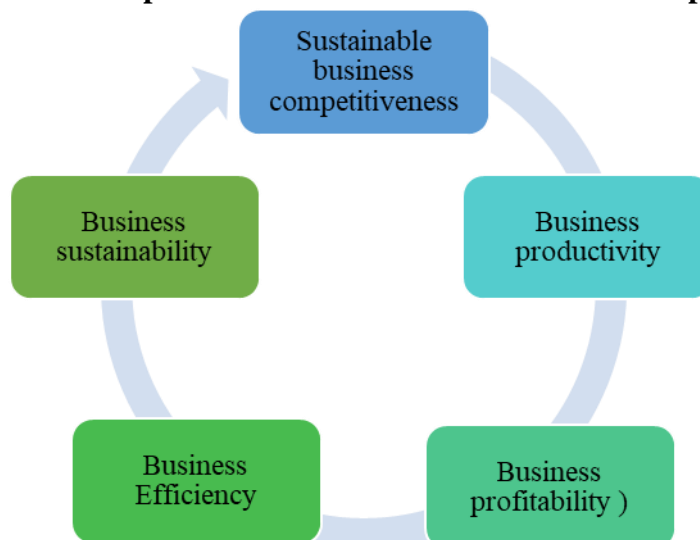 Sustainable
business
competitiveness
Business
productivity
Business
profitability )
Business
Efficiency
Business
sustainability